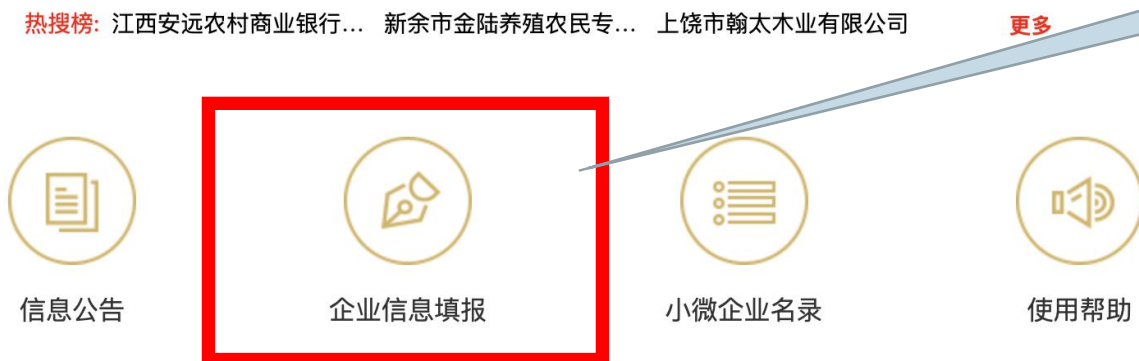 热搜榜: 江西安远农村商业银行... 新余市金陆养殖农民专... 上饶市翰太木业有限公司 更多
信息公告 企业信息填报 小微企业名录 使用帮助